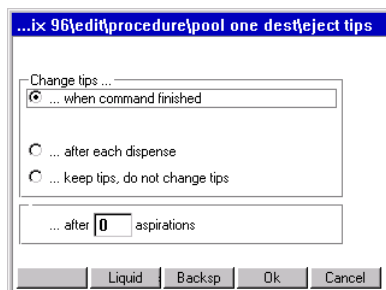 ...ix 96\edit\procedure\pool one dest\eject tips
Change tips ...
... when command finished
... after each dispense
... keep tips, do not change tips
... after 0 aspirations
Liquid : Backsp Ok Cancel